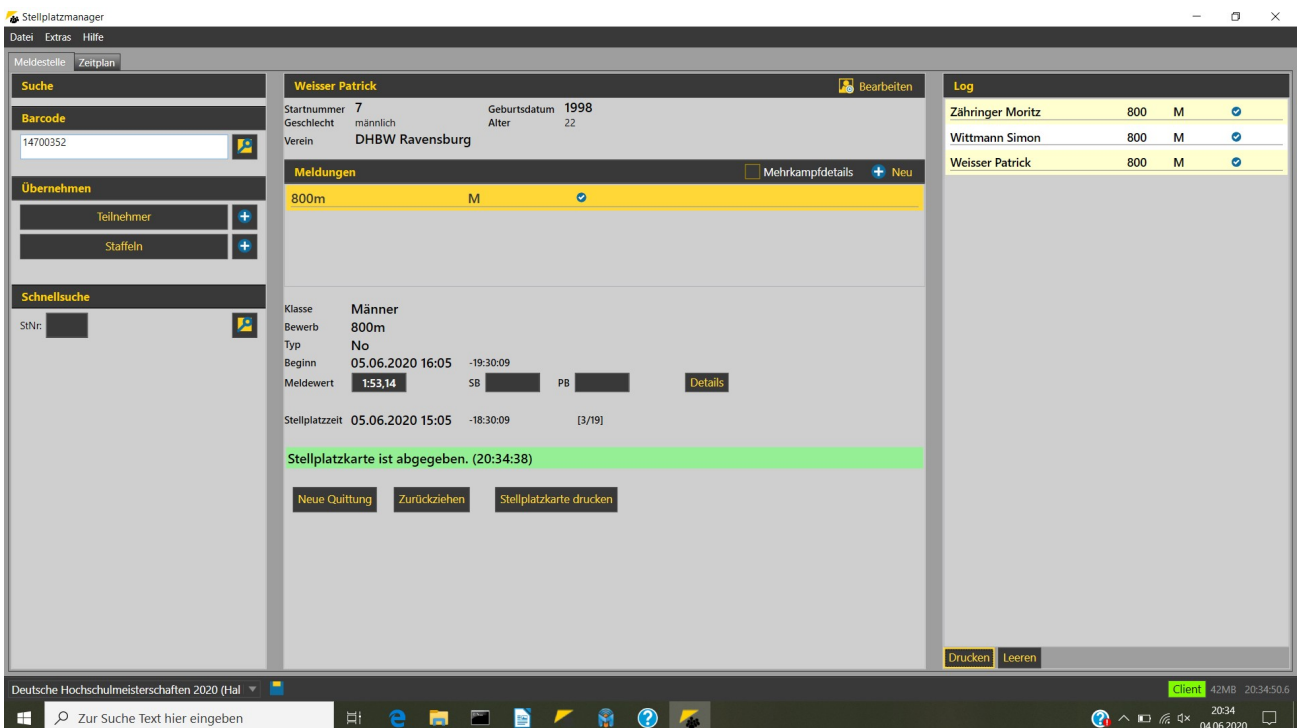 Stellplatzmanager
Datei Extras Hilfe
Meldestelle Zeitplan
Suche
Barcode
14700352
Übernehmen
Teilnehmer
Staffeln
Schnellsuche
StNr:
Weisser Patrick Bearbeiten
Startnummer 7 Geburtsdatum 1998
Geschlecht männlich Alter 22
Verein DHBW Ravensburg
Meldungen Mehrkampfdetails Neu
800m M
Klasse Männer
Bewerb 800m
Typ No
Beginn 05.06.2020 16:05 -19:30:09
Meldewert 1:53,14 SB PB Details
Stellplatzzeit 05.06.2020 15:05 -18:30:09 [3/19]
Stellplatzkarte ist abgegeben. (20:34:38)
Neue Quittung Zurückziehen Stellplatzkarte drucken
Log
Zähringer Moritz 800 M
Wittmann Simon 800 M
Weisser Patrick 800 M
Drucken Leeren
Deutsche Hochschulmeisterschaften 2020 (Hal
Client 42MB 20:34:50.6
Zur Suche Text hier eingeben
20:34
04.06.2020